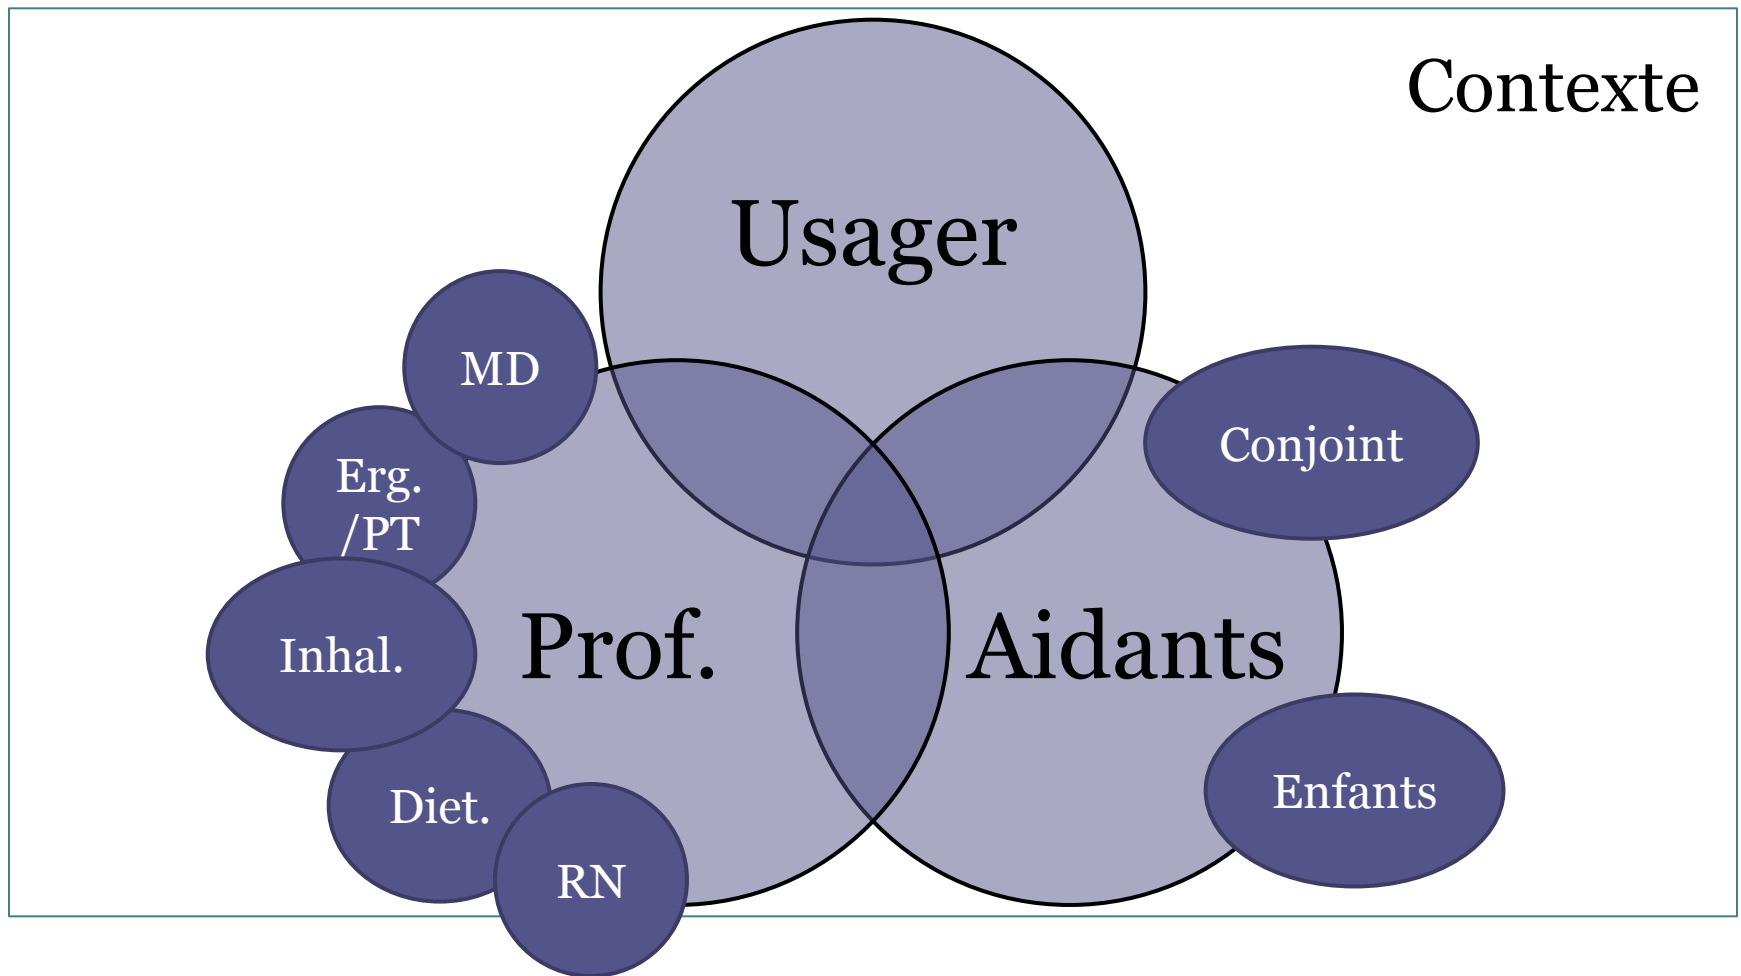 Contexte
Usager
MD
Conjoint
Erg.
/PT
Inhal.
Prof.
Aidants
Diet.
Enfants
RN